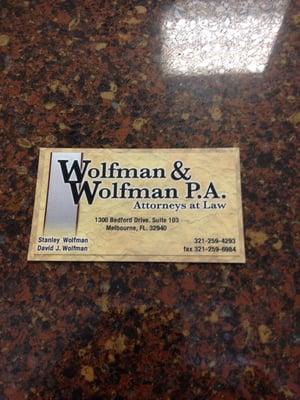 Wolfman &
Wolfman P.A.
Attorneys at Law
1300 Bedford Drive. Suite 103
Melbourne, FL. 32940
Stanley Wolfman 321-259-4293
David J. Wolfman fax 321-259-6984